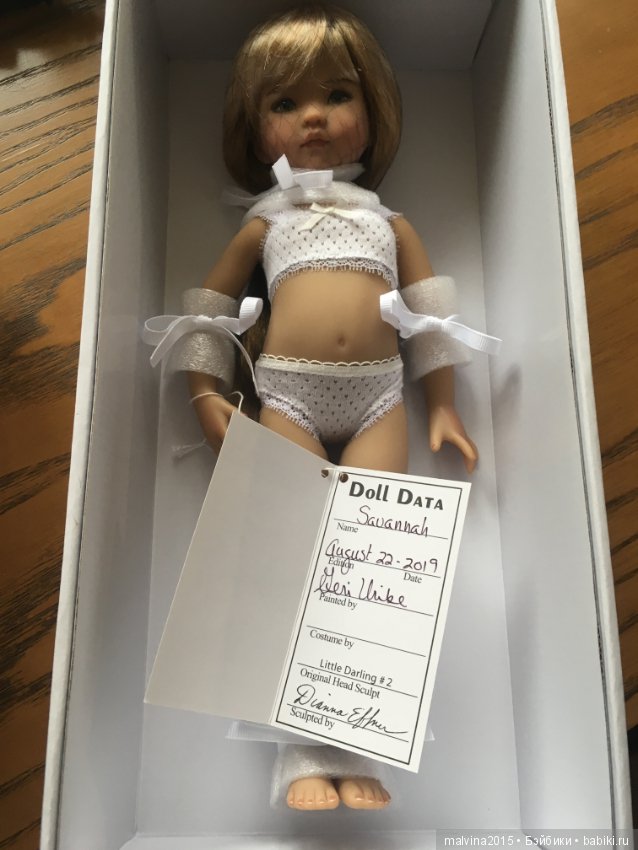 DOLL DATA
Savannah
Name
August 22-2019
Edition Date
Geri Uribe
Painted by
Costume by
Little Darling #2
Original Head Sculpt
Dianna Effner
Sculpted by
malvina2015 • Бэйбики • babiki.ru